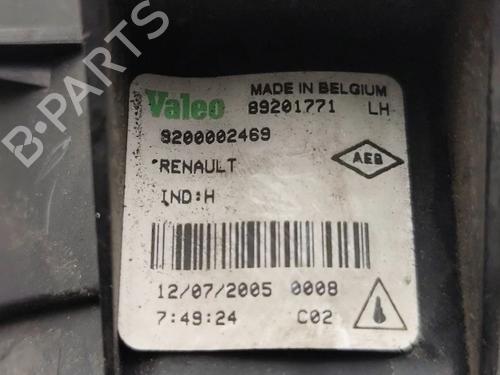 B-PARTS
MADE IN BELGIUM
Valeo 89201771 LH
8200002469
RENAULT
AEB
IND:H
12/07/2005 0008
7:49:24 C02